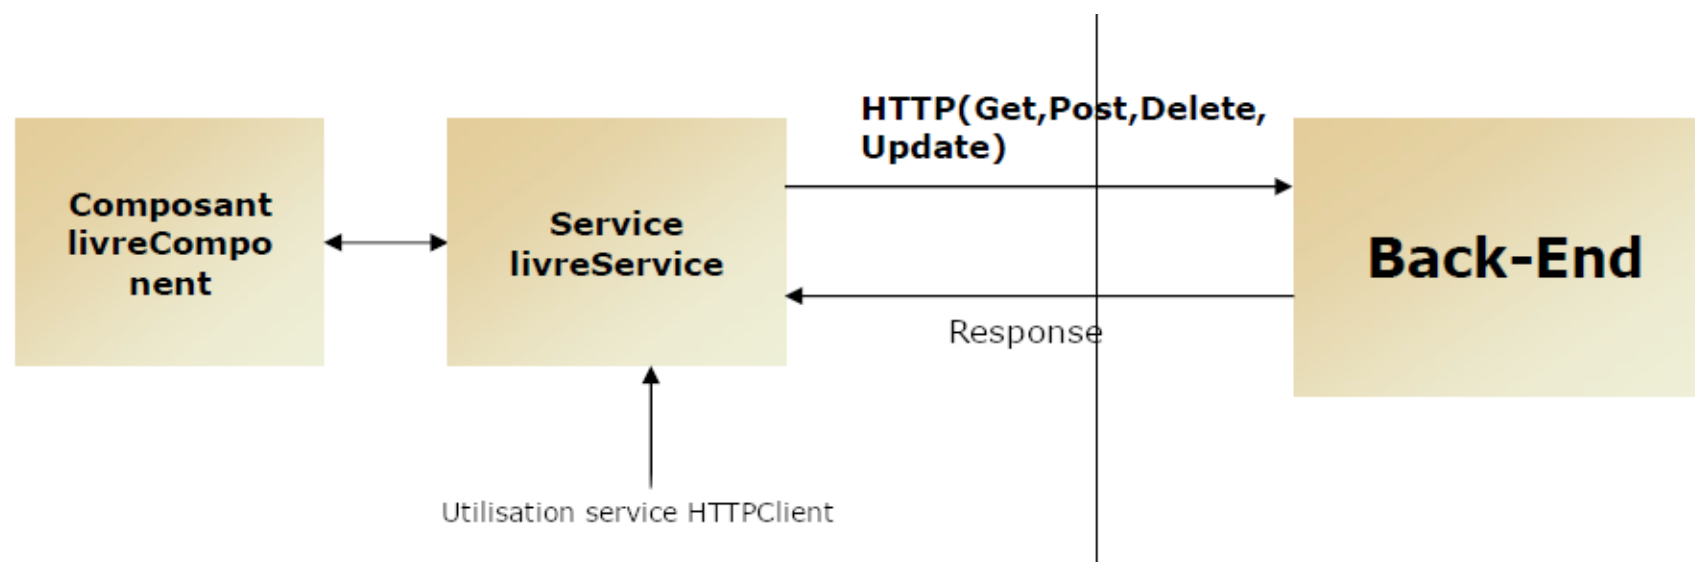 Composant
livreCompo
nent
Service
livreService
HTTP(Get,Post,Delete,
Update)
Response
Back-End
Utilisation service HTTPClient